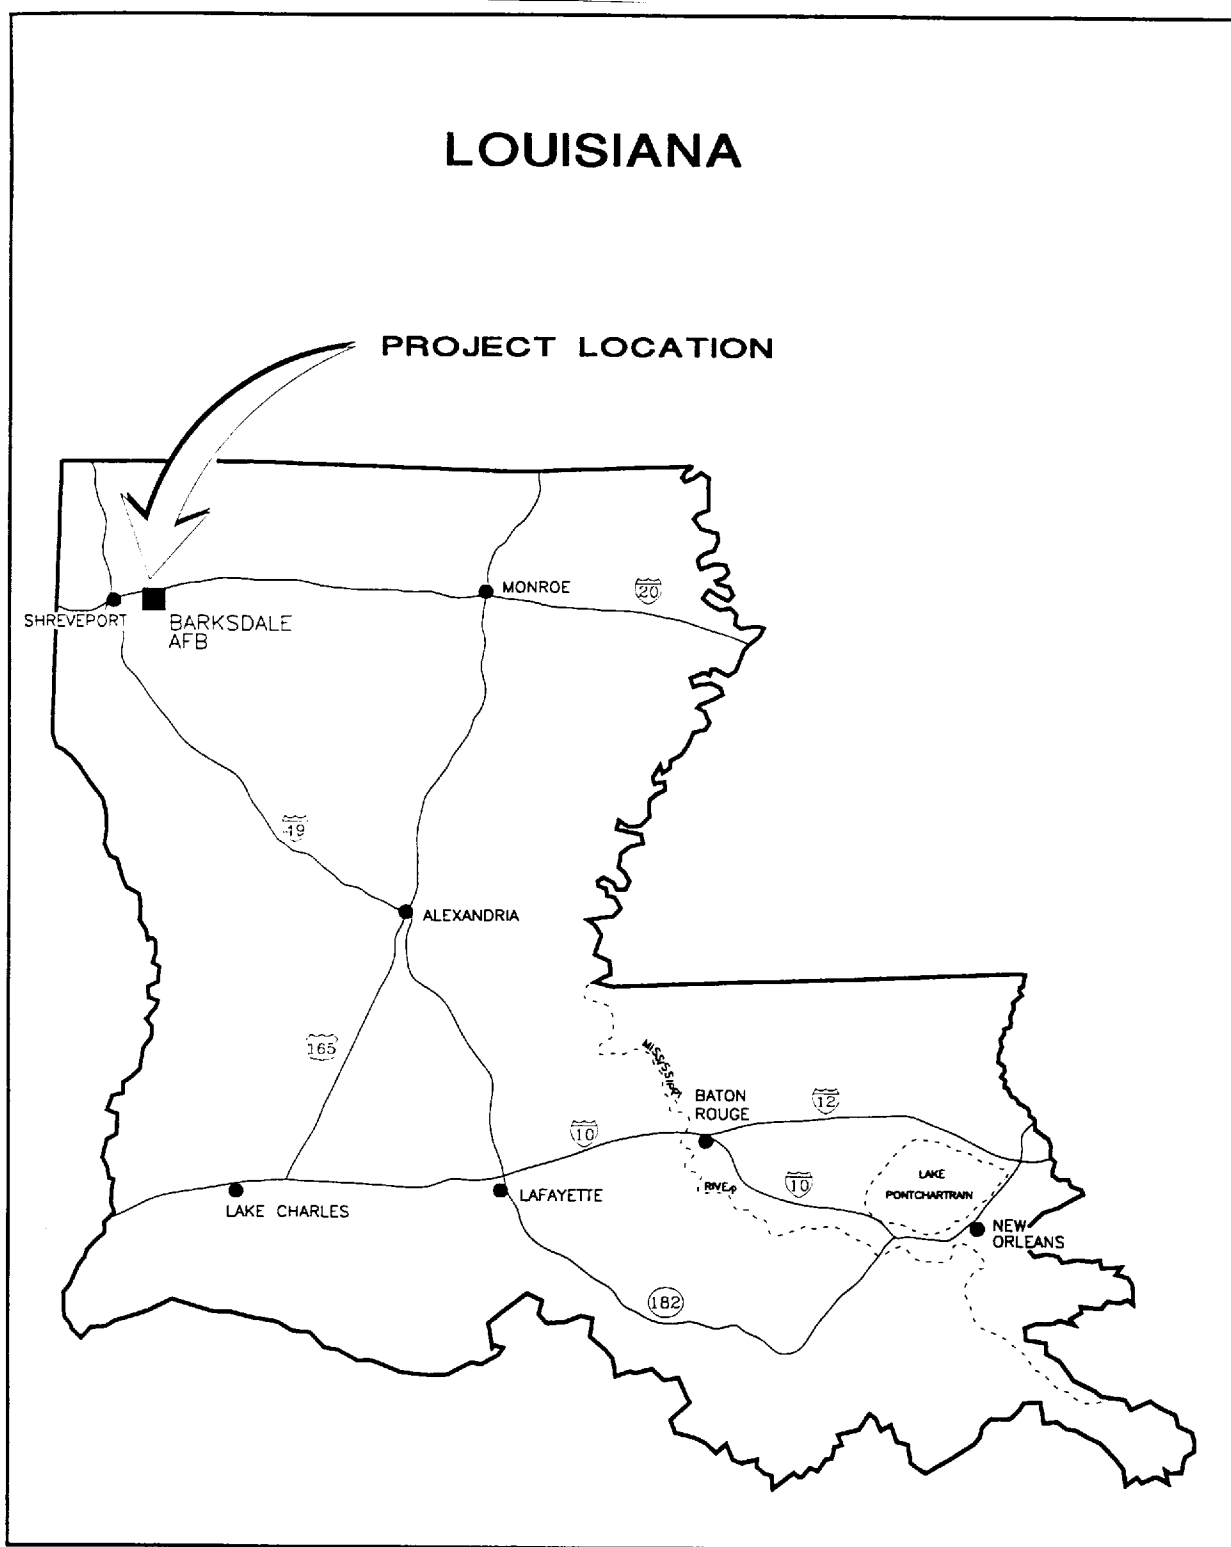 LOUISIANA
PROJECT LOCATION
MONROE
20
SHREVEPORT
BARKSDALE
AFB
49
ALEXANDRIA
165
MISSISSIPPI
BATON
ROUGE
12
10
LAKE
PONTCHARTRAIN
RIVER
10
LAFAYETTE
LAKE CHARLES
NEW
ORLEANS
182